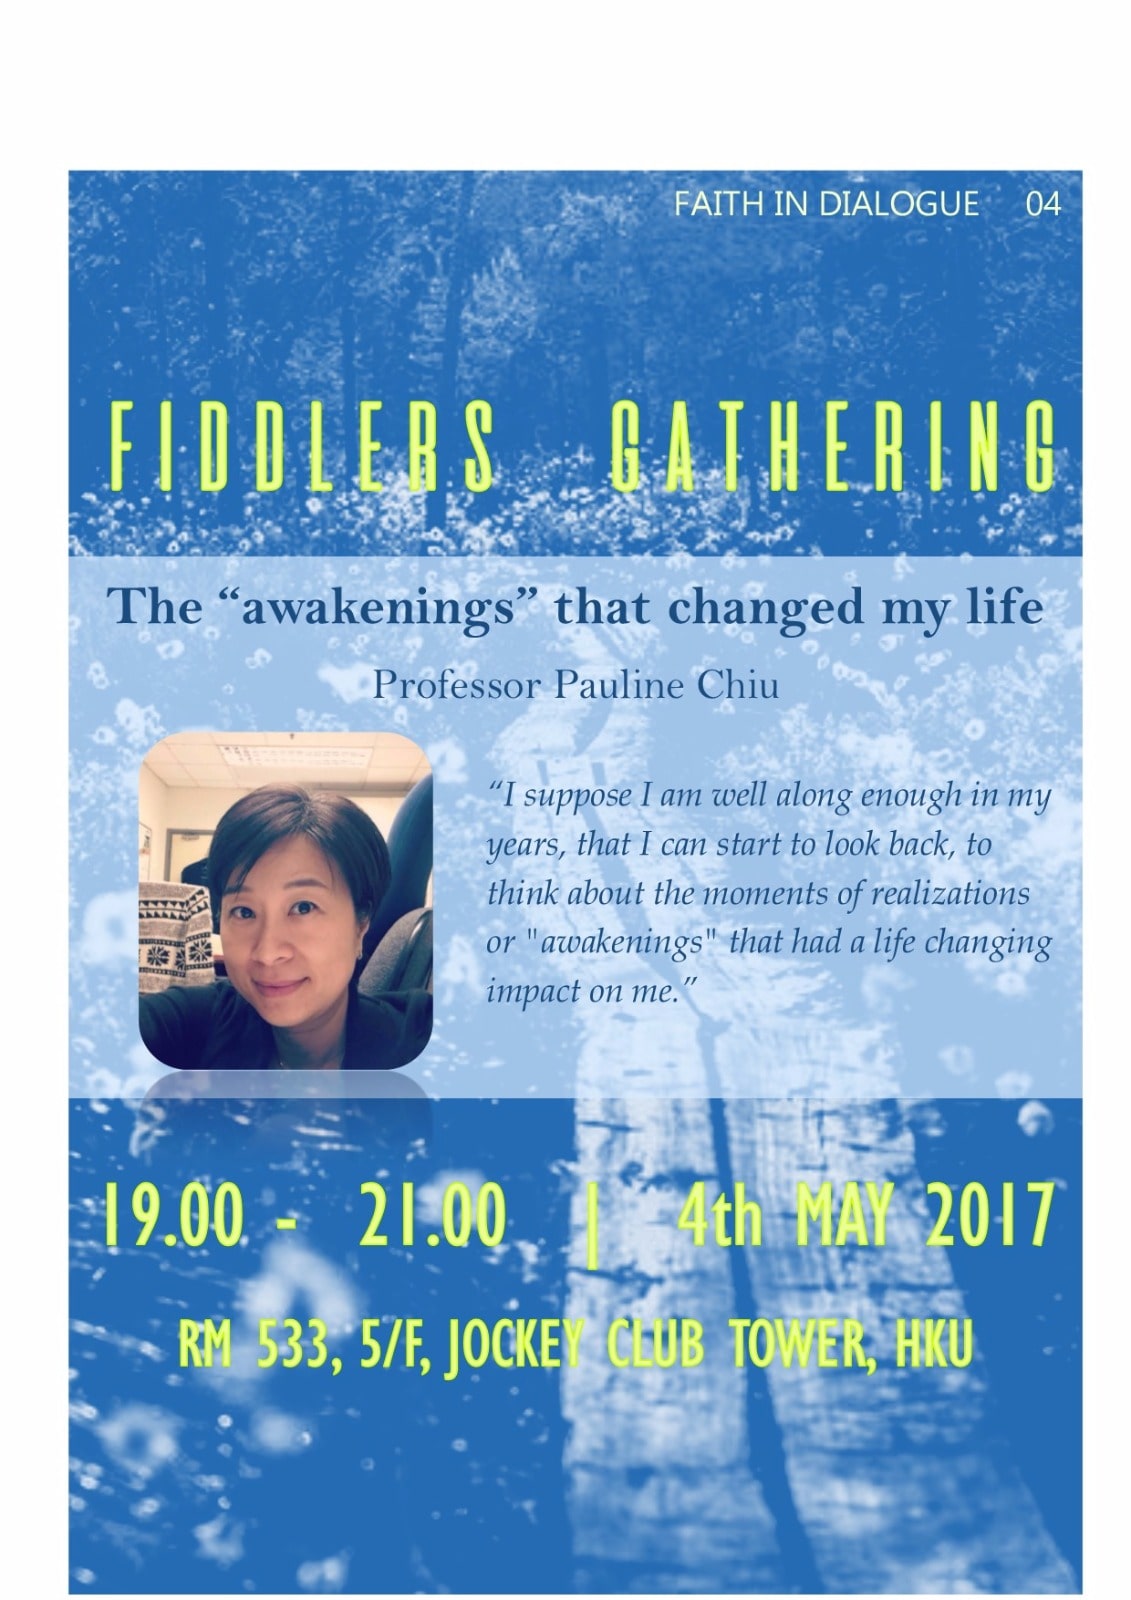 FAITH IN DIALOGUE 04
FIDDLERS GATHERING
The “awakenings” that changed my life
Professor Pauline Chiu
“I suppose I am well along enough in my
years, that I can start to look back, to
think about the moments of realizations
or "awakenings" that had a life changing
impact on me.”
19.00 - 21.00 | 4th MAY 2017
RM 533, 5/F, JOCKEY CLUB TOWER, HKU